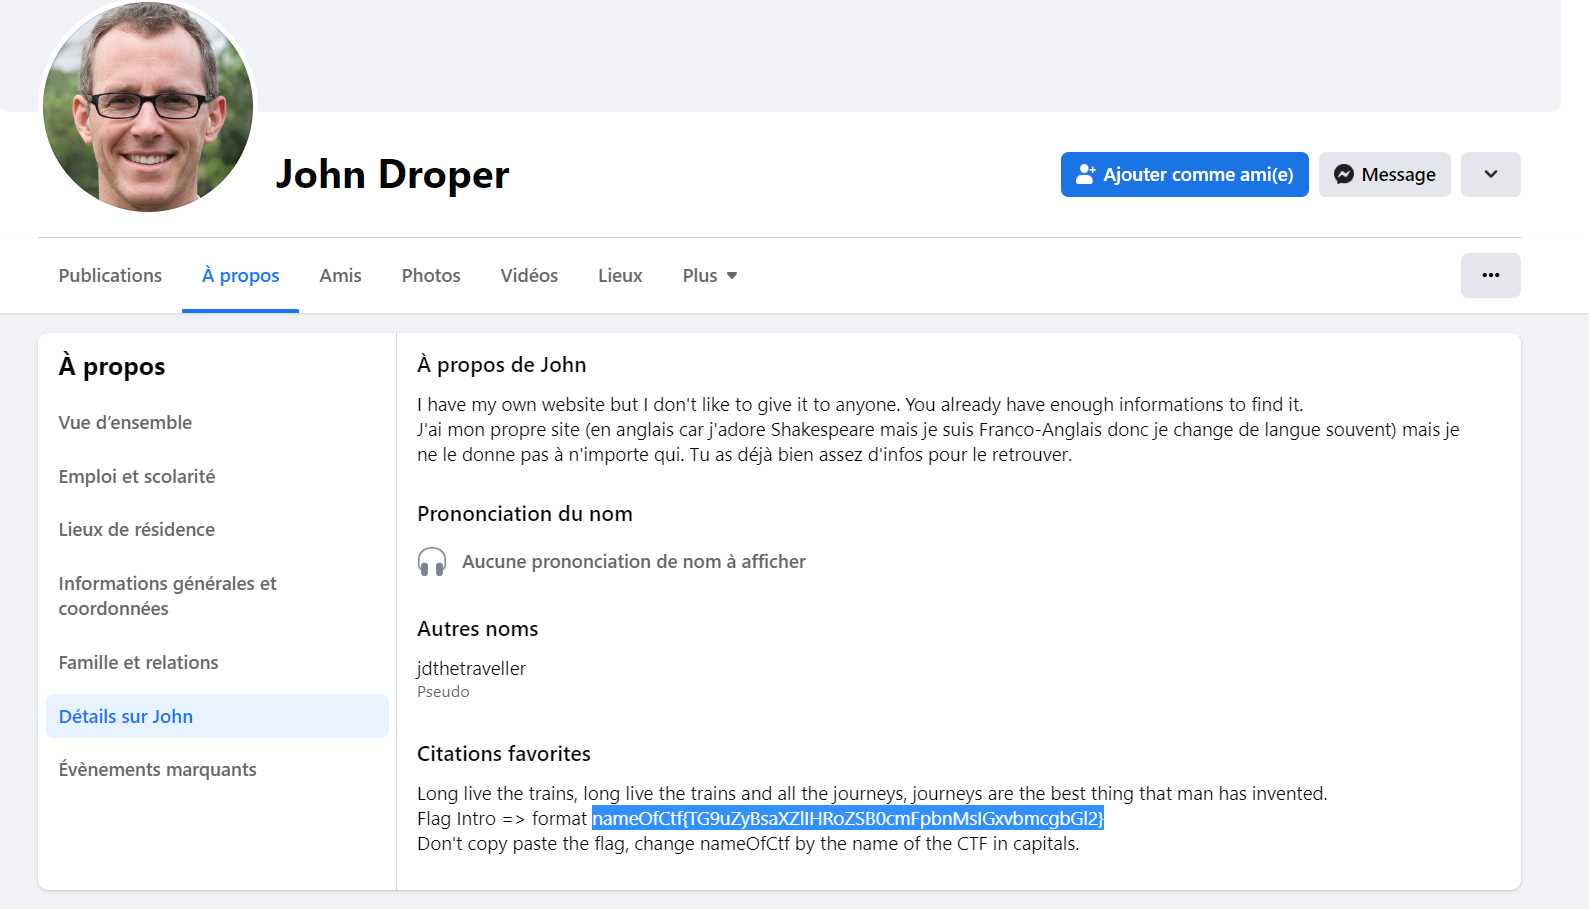 John Droper
Ajouter comme ami(e)
Message
Publications
À propos
Amis
Photos
Vidéos
Lieux
Plus
À propos
Vue d’ensemble
Emploi et scolarité
Lieux de résidence
Informations générales et
coordonnées
Famille et relations
Détails sur John
Évènements marquants
À propos de John
I have my own website but I don't like to give it to anyone. You already have enough informations to find it.
J'ai mon propre site (en anglais car j'adore Shakespeare mais je suis Franco-Anglais donc je change de langue souvent) mais je
ne le donne pas à n'importe qui. Tu as déjà bien assez d'infos pour le retrouver.
Prononciation du nom
Aucune prononciation de nom à afficher
Autres noms
jdthetraveller
Pseudo
Citations favorites
Long live the trains, long live the trains and all the journeys, journeys are the best thing that man has invented.
Flag Intro => format nameOfCtf{TG9uZyBsaXZlIHRoZSB0cmFpbnMsIGxvbmcgbGl2}
Don't copy paste the flag, change nameOfCtf by the name of the CTF in capitals.